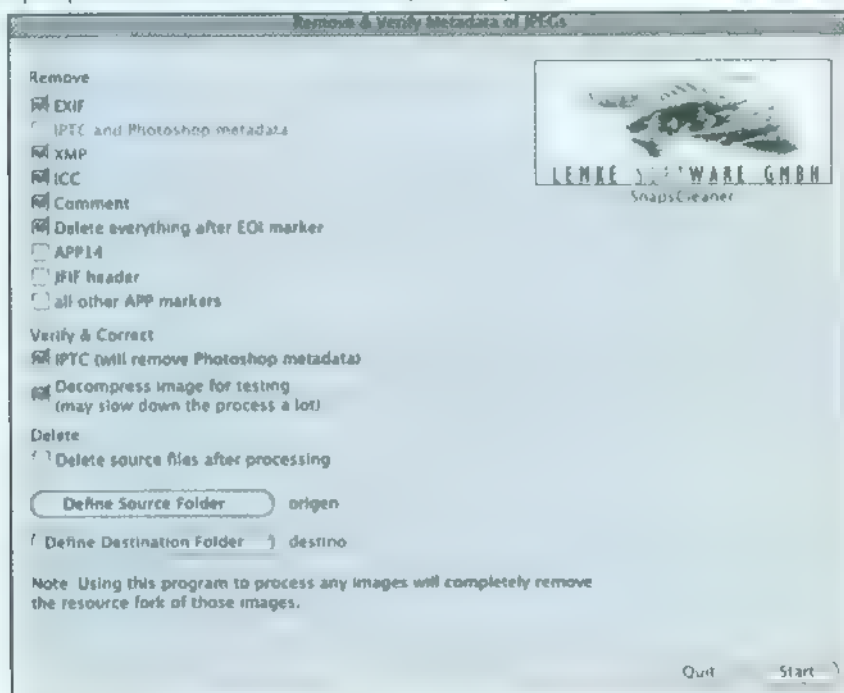 Remove & Verify Metadata of JPEGs
Remove
EXIF
IPTC and Photoshop metadata
XMP
ICC
Comment
Delete everything after EOI marker
APP14
JFIF header
all other APP markers
LEMKE SOFTWARE GMBH
SnapsCleaner
Verify & Correct
IPTC (will remove Photoshop metadata)
Decompress image for testing
(may slow down the process a lot)
Delete
Delete source files after processing
Define Source Folder origen
Define Destination Folder destino
Note Using this program to process any images will completely remove
the resource fork of those images.
Quit Start